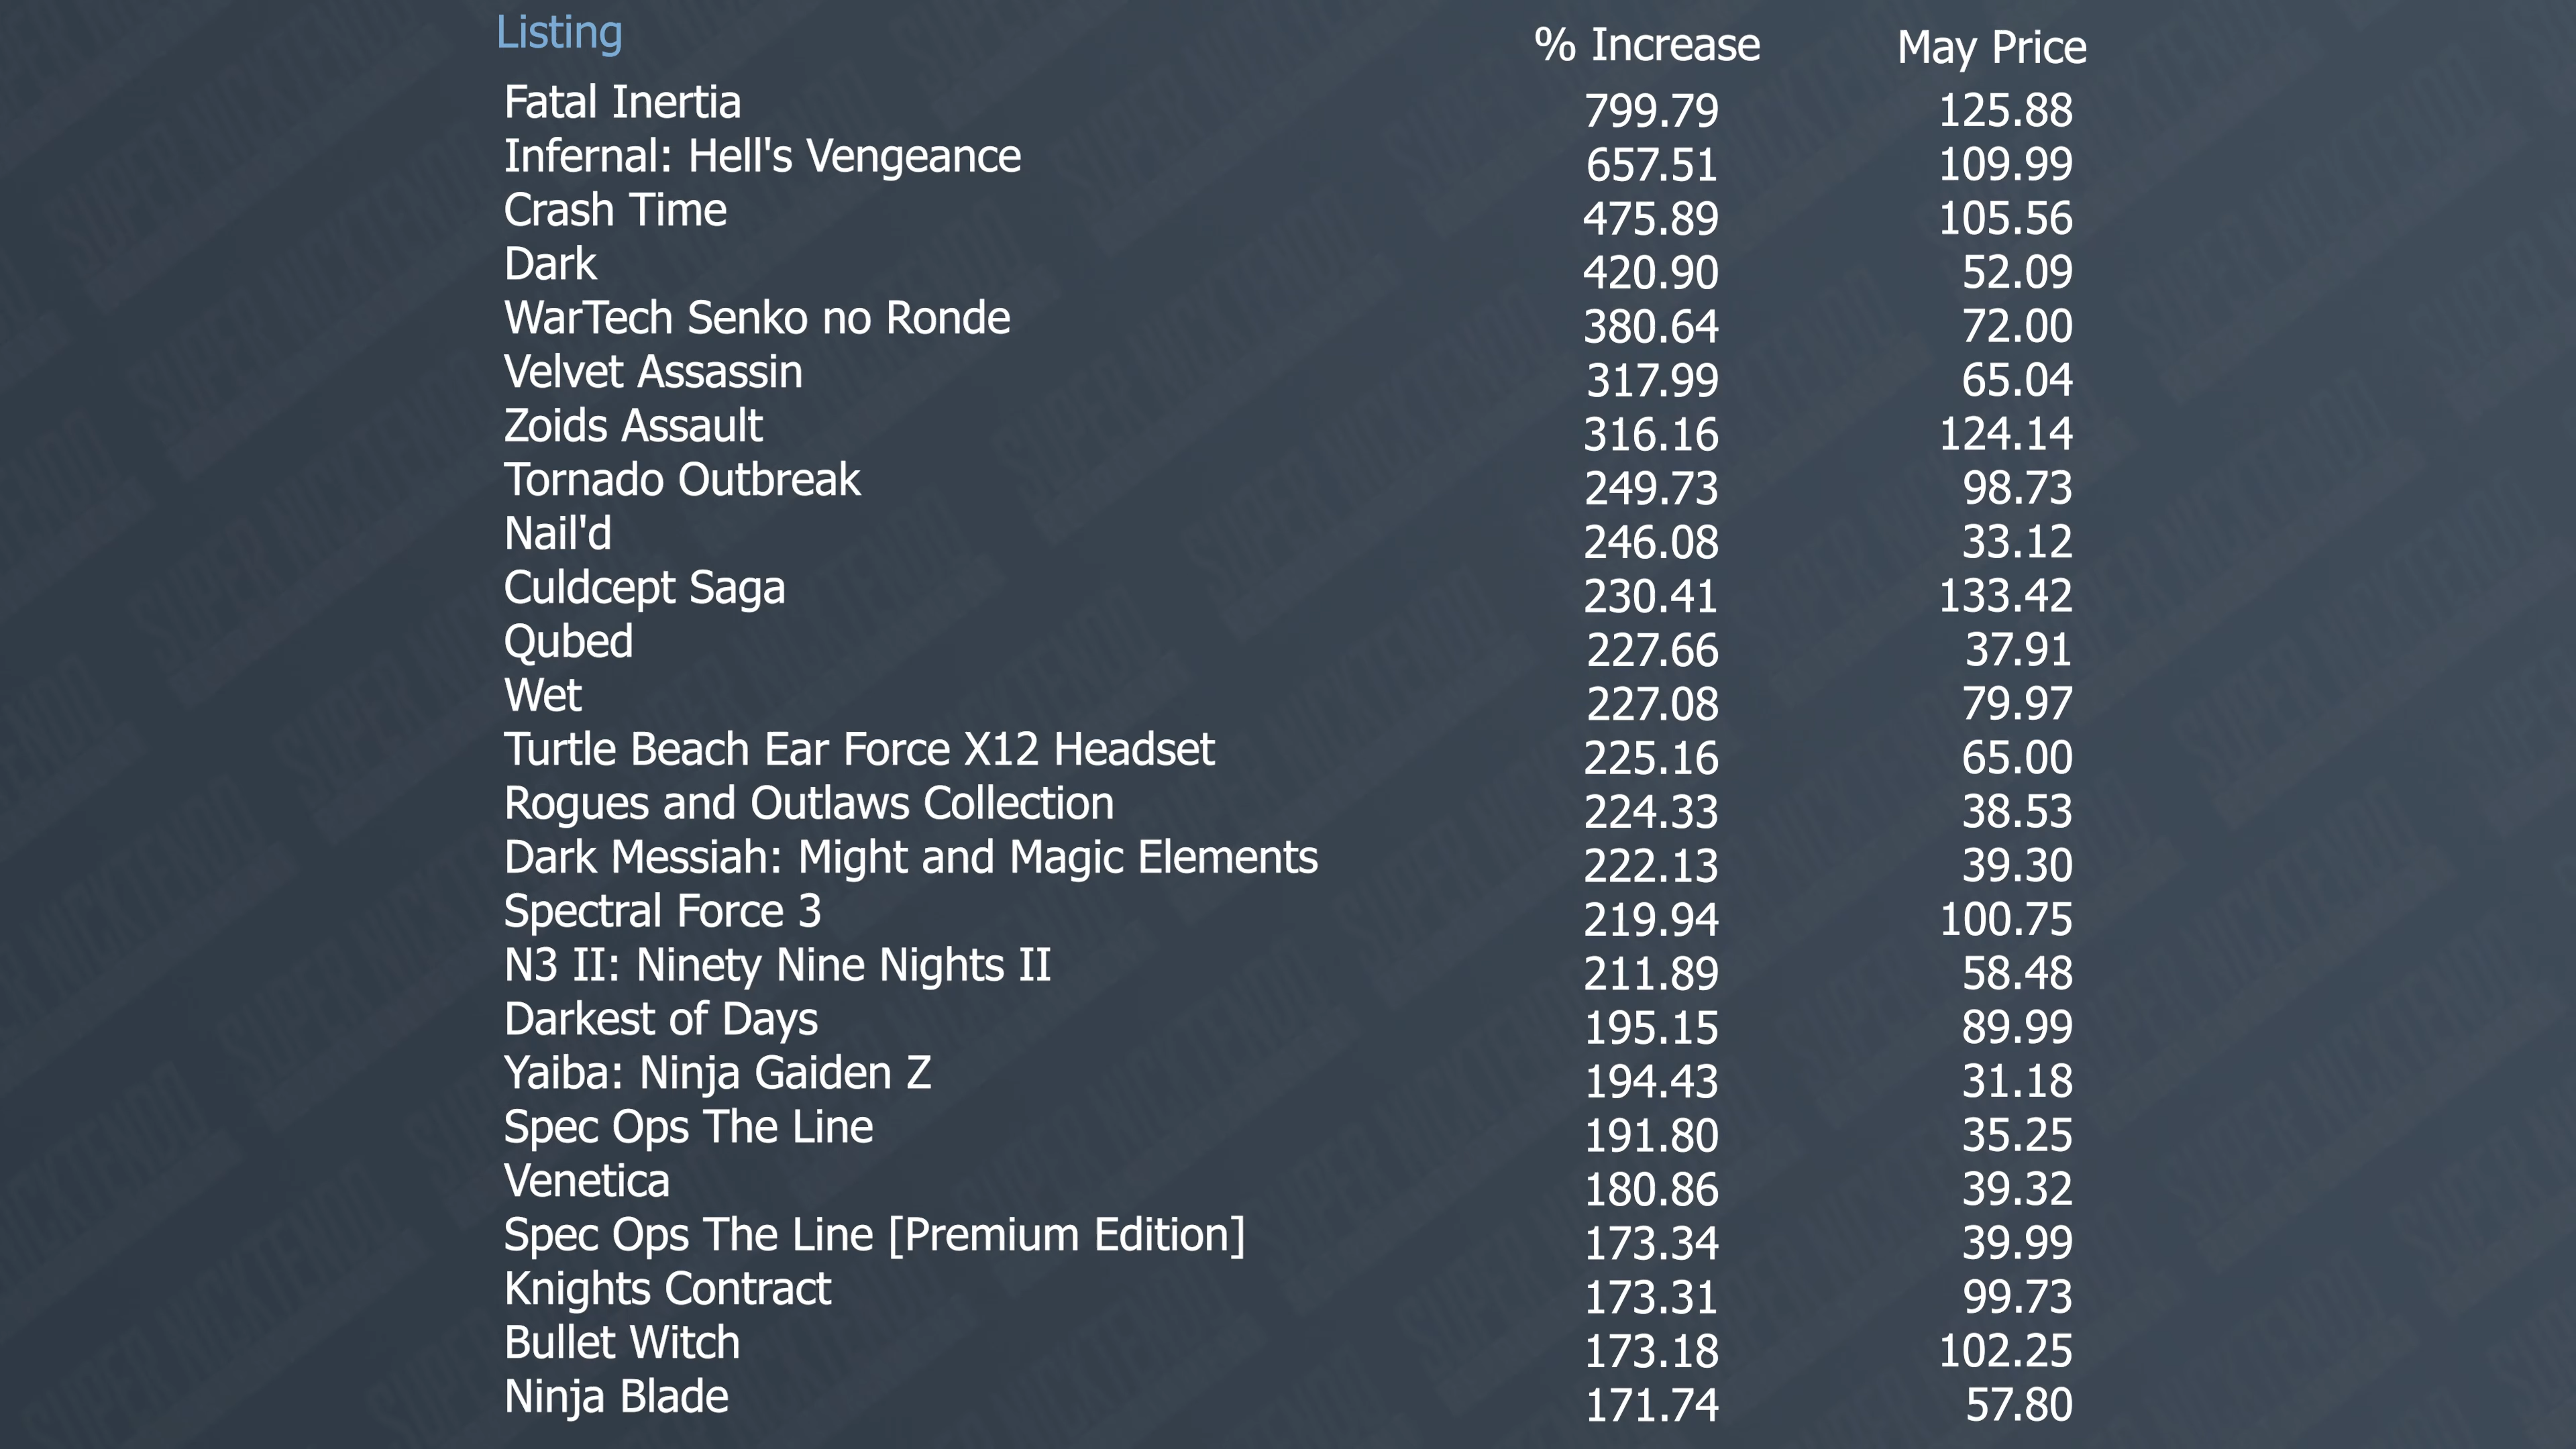 Listing % Increase May Price
Fatal Inertia 799.79 125.88
Infernal: Hell's Vengeance 657.51 109.99
Crash Time 475.89 105.56
Dark 420.90 52.09
WarTech Senko no Ronde 380.64 72.00
Velvet Assassin 317.99 65.04
Zoids Assault 316.16 124.14
Tornado Outbreak 249.73 98.73
Nail'd 246.08 33.12
Culdcept Saga 230.41 133.42
Qubed 227.66 37.91
Wet 227.08 79.97
Turtle Beach Ear Force X12 Headset 225.16 65.00
Rogues and Outlaws Collection 224.33 38.53
Dark Messiah: Might and Magic Elements 222.13 39.30
Spectral Force 3 219.94 100.75
N3 II: Ninety Nine Nights II 211.89 58.48
Darkest of Days 195.15 89.99
Yaiba: Ninja Gaiden Z 194.43 31.18
Spec Ops The Line 191.80 35.25
Venetica 180.86 39.32
Spec Ops The Line [Premium Edition] 173.34 39.99
Knights Contract 173.31 99.73
Bullet Witch 173.18 102.25
Ninja Blade 171.74 57.80
SUPER NICKTENDO